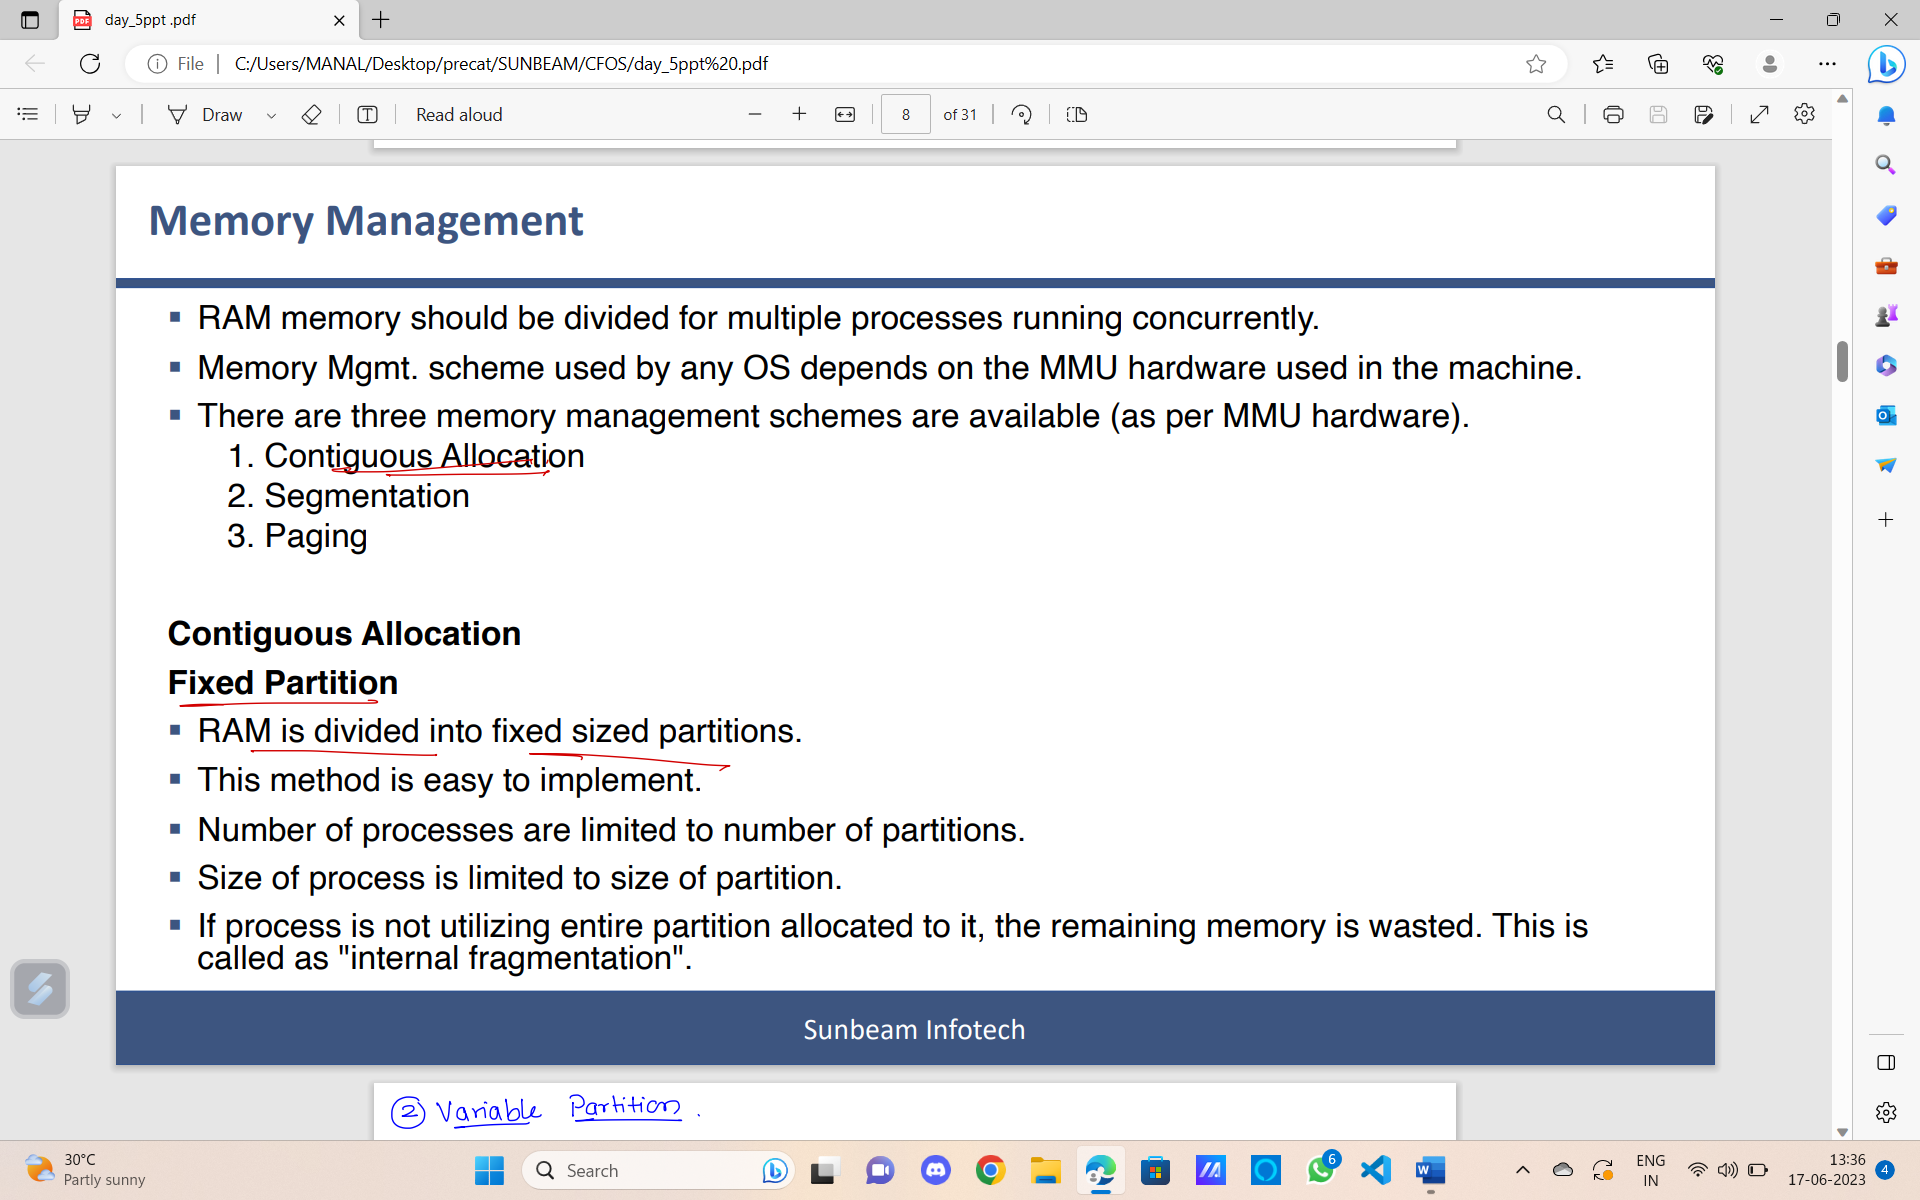 day_5ppt .pdf
File
C:/Users/MANAL/Desktop/precat/SUNBEAM/CFOS/day_5ppt%20.pdf
Draw
Read aloud
8
of 31
Memory Management
RAM memory should be divided for multiple processes running concurrently.
Memory Mgmt. scheme used by any OS depends on the MMU hardware used in the machine.
There are three memory management schemes are available (as per MMU hardware).
1. Contiguous Allocation
2. Segmentation
3. Paging
Contiguous Allocation
Fixed Partition
RAM is divided into fixed sized partitions.
This method is easy to implement.
Number of processes are limited to number of partitions.
Size of process is limited to size of partition.
If process is not utilizing entire partition allocated to it, the remaining memory is wasted. This is
called as "internal fragmentation".
Sunbeam Infotech
2 Variable Partition .
30°C
Partly sunny
Search
6
ENG
IN
13:36
17-06-2023
4